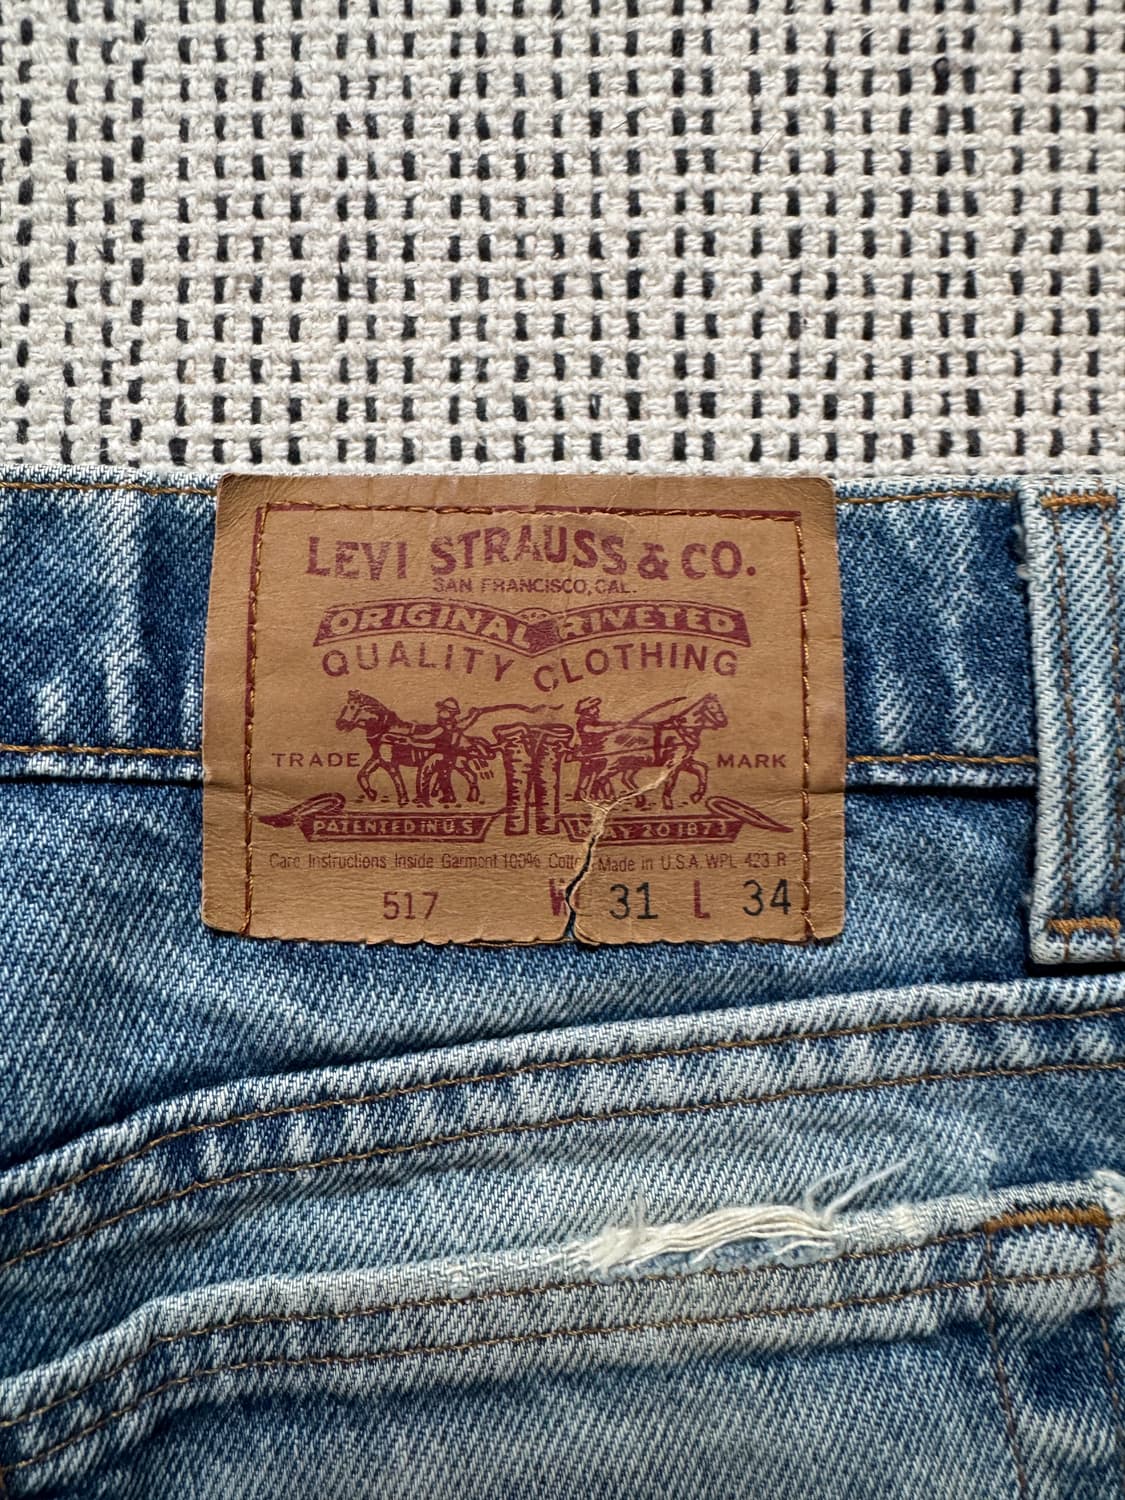 LEVI STRAUSS & CO.
SAN FRANCISCO, CAL.
ORIGINAL RIVETED
QUALITY CLOTHING
TRADE MARK
PATENTED IN U.S MAY 20 1873
Care Instructions Inside Garment 100% Cotton Made in U.S.A. WPL 423 R
517 W 31 L 34